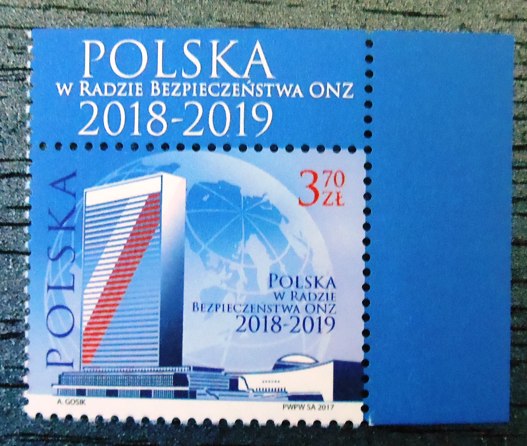 POLSKA
W RADZIE BEZPIECZEŃSTWA ONZ
2018-2019
POLSKA
3 70 ZŁ
POLSKA
W RADZIE
BEZPIECZEŃSTWA ONZ
2018-2019
A. GOSIK
PWPW SA 2017